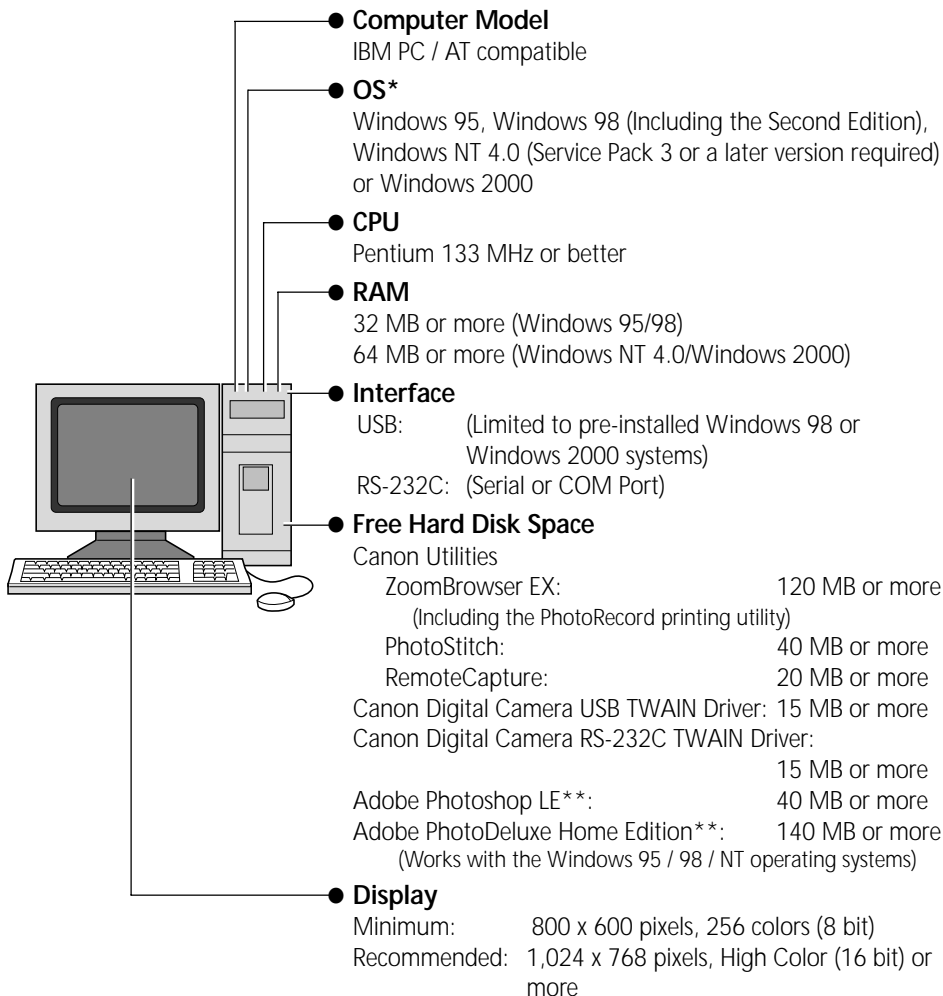 Computer Model
IBM PC / AT compatible
OS*
Windows 95, Windows 98 (Including the Second Edition),
Windows NT 4.0 (Service Pack 3 or a later version required)
or Windows 2000
CPU
Pentium 133 MHz or better
RAM
32 MB or more (Windows 95/98)
64 MB or more (Windows NT 4.0/Windows 2000)
Interface
USB: (Limited to pre-installed Windows 98 or
Windows 2000 systems)
RS-232C: (Serial or COM Port)
Free Hard Disk Space
Canon Utilities
ZoomBrowser EX: 120 MB or more
(Including the PhotoRecord printing utility)
PhotoStitch: 40 MB or more
RemoteCapture: 20 MB or more
Canon Digital Camera USB TWAIN Driver: 15 MB or more
Canon Digital Camera RS-232C TWAIN Driver:
15 MB or more
Adobe Photoshop LE**: 40 MB or more
Adobe PhotoDeluxe Home Edition**: 140 MB or more
(Works with the Windows 95 / 98 / NT operating systems)
Display
Minimum: 800 x 600 pixels, 256 colors (8 bit)
Recommended: 1,024 x 768 pixels, High Color (16 bit) or
more